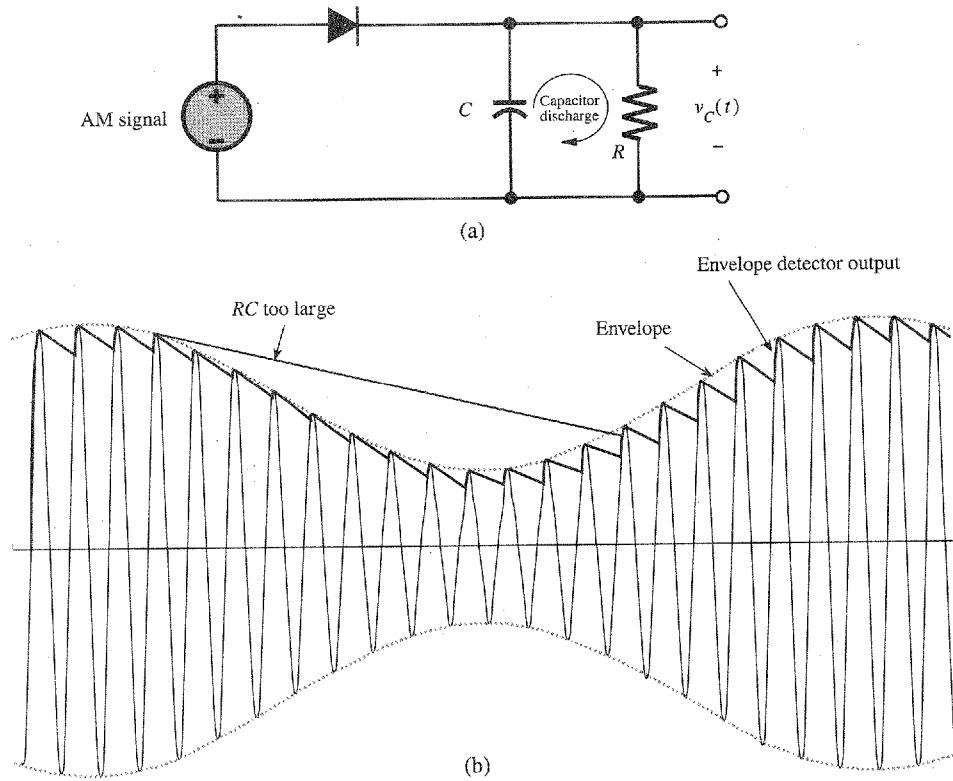 AM signal
+
−
C
Capacitor
discharge
R
+
v_C(t)
−
(a)
RC too large
Envelope detector output
Envelope
(b)